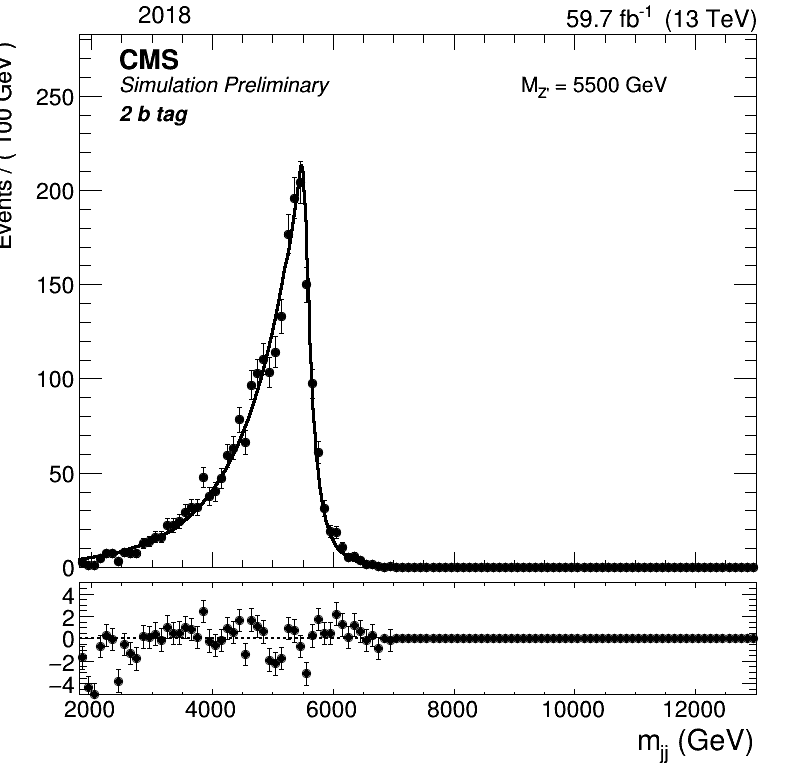 2018 59.7 fb⁻¹ (13 TeV)
CMS
Simulation Preliminary
M_Z' = 5500 GeV
2 b tag
Events / ( 100 GeV )
250
200
150
100
50
0
4
2
0
−2
−4
2000 4000 6000 8000 10000 12000
m_jj (GeV)